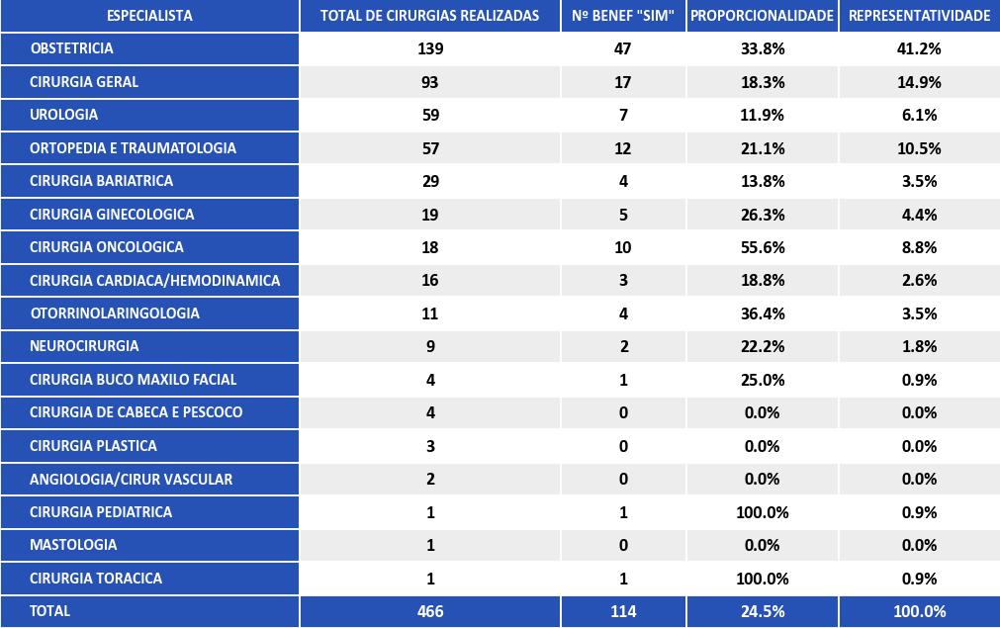 ESPECIALISTA TOTAL DE CIRURGIAS REALIZADAS Nº BENEF "SIM" PROPORCIONALIDADE REPRESENTATIVIDADE
OBSTETRICIA 139 47 33.8% 41.2%
CIRURGIA GERAL 93 17 18.3% 14.9%
UROLOGIA 59 7 11.9% 6.1%
ORTOPEDIA E TRAUMATOLOGIA 57 12 21.1% 10.5%
CIRURGIA BARIATRICA 29 4 13.8% 3.5%
CIRURGIA GINECOLOGICA 19 5 26.3% 4.4%
CIRURGIA ONCOLOGICA 18 10 55.6% 8.8%
CIRURGIA CARDIACA/HEMODINAMICA 16 3 18.8% 2.6%
OTORRINOLARINGOLOGIA 11 4 36.4% 3.5%
NEUROCIRURGIA 9 2 22.2% 1.8%
CIRURGIA BUCO MAXILO FACIAL 4 1 25.0% 0.9%
CIRURGIA DE CABECA E PESCOCO 4 0 0.0% 0.0%
CIRURGIA PLASTICA 3 0 0.0% 0.0%
ANGIOLOGIA/CIRUR VASCULAR 2 0 0.0% 0.0%
CIRURGIA PEDIATRICA 1 1 100.0% 0.9%
MASTOLOGIA 1 0 0.0% 0.0%
CIRURGIA TORACICA 1 1 100.0% 0.9%
TOTAL 466 114 24.5% 100.0%